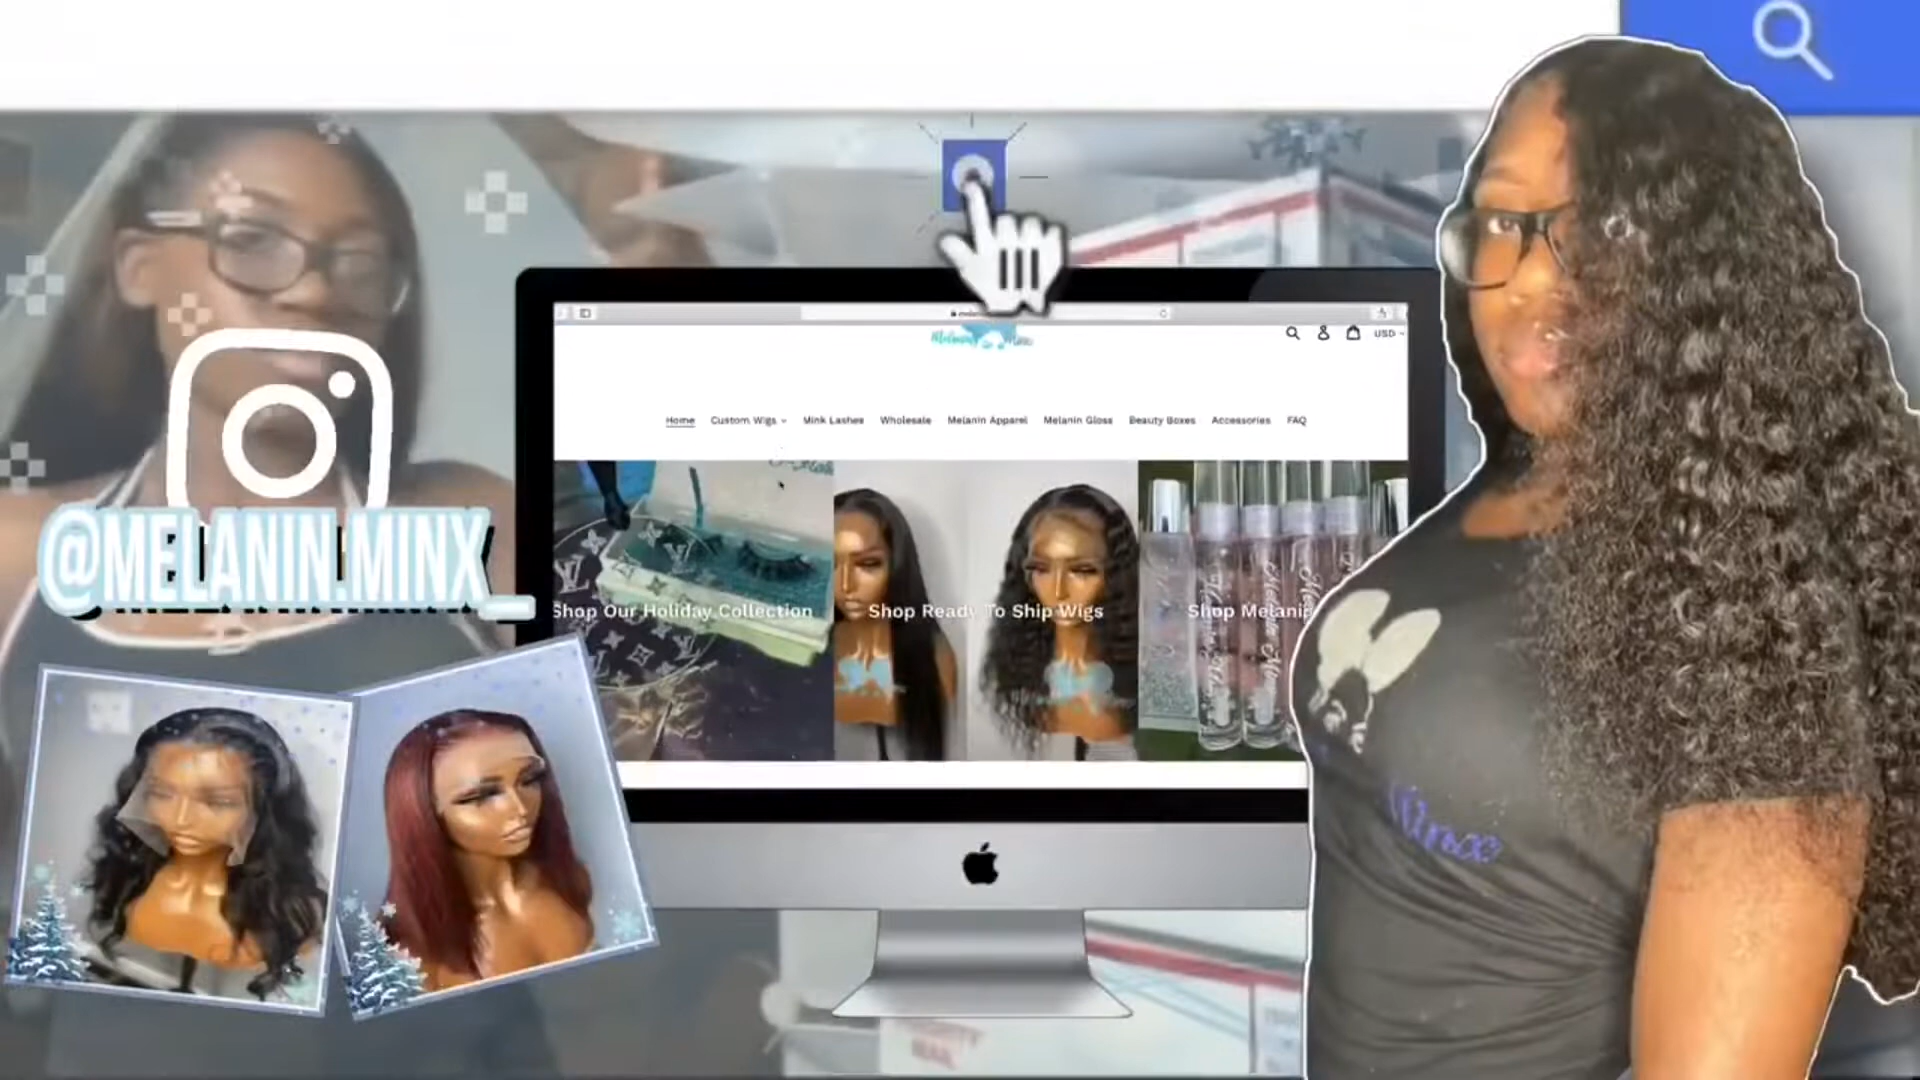 USD
Home Custom Wigs Mink Lashes Wholesale Melanin Apparel Melanin Gloss Beauty Boxes Accessories FAQ
@MELANIN.MINX_
Shop Our Holiday Collection
Shop Ready To Ship Wigs
Shop Melanin
Minx